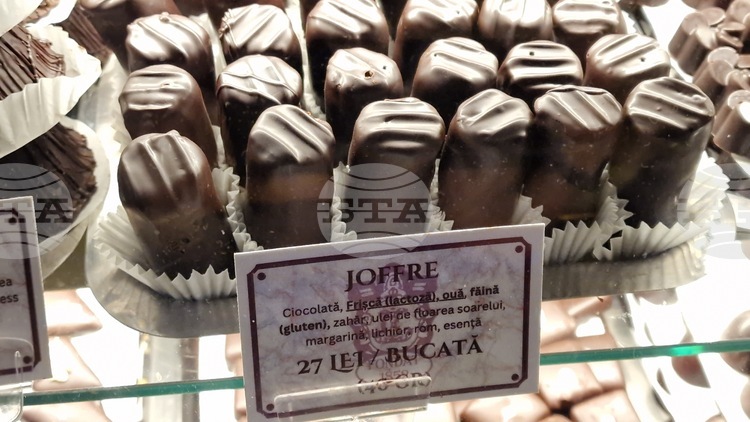 JOFFRE
Ciocolată, Frișcă (lactoză), ouă, făină
(gluten), zahăr, ulei de floarea soarelui,
margarină, lichior, rom, esență
27 LEI / BUCATĂ
BTA